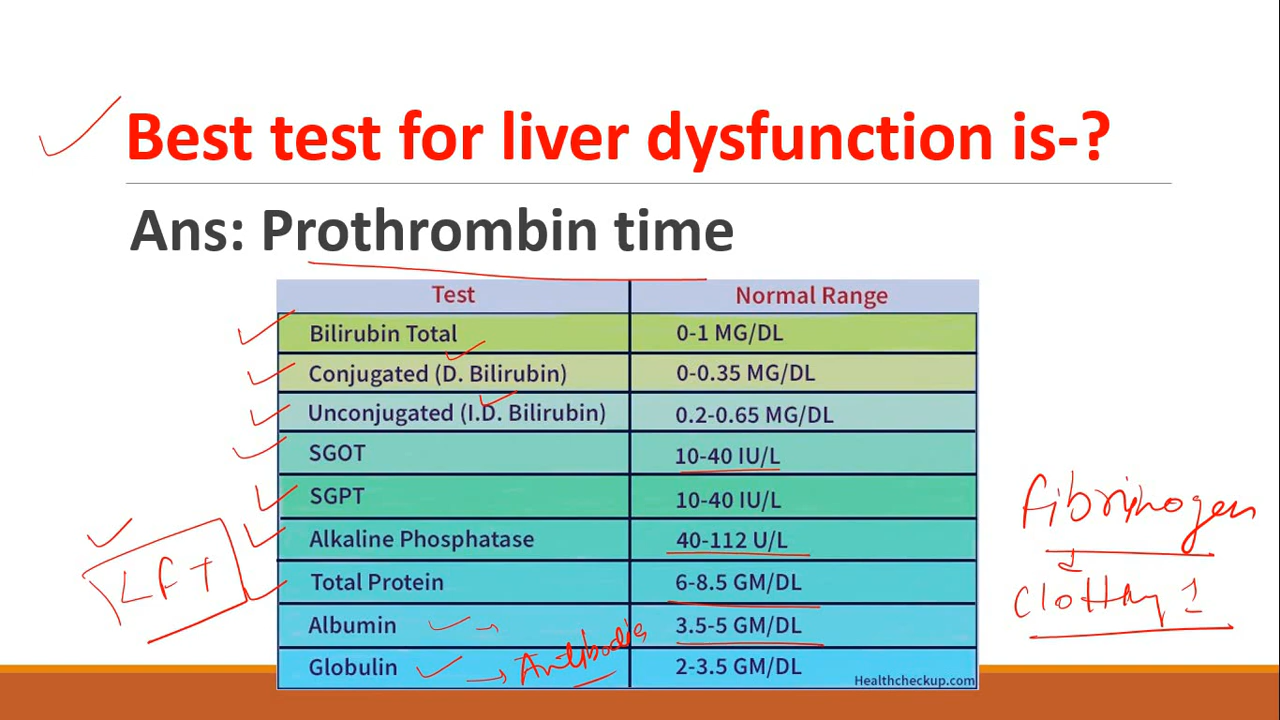 Best test for liver dysfunction is-?
Ans: Prothrombin time
Test Normal Range
Bilirubin Total 0-1 MG/DL
Conjugated (D. Bilirubin) 0-0.35 MG/DL
Unconjugated (I.D. Bilirubin) 0.2-0.65 MG/DL
SGOT 10-40 IU/L
SGPT 10-40 IU/L
Alkaline Phosphatase 40-112 U/L
Total Protein 6-8.5 GM/DL
Albumin 3.5-5 GM/DL
Globulin 2-3.5 GM/DL
Healthcheckup.com
LFT
Antibodies
fibrinogen